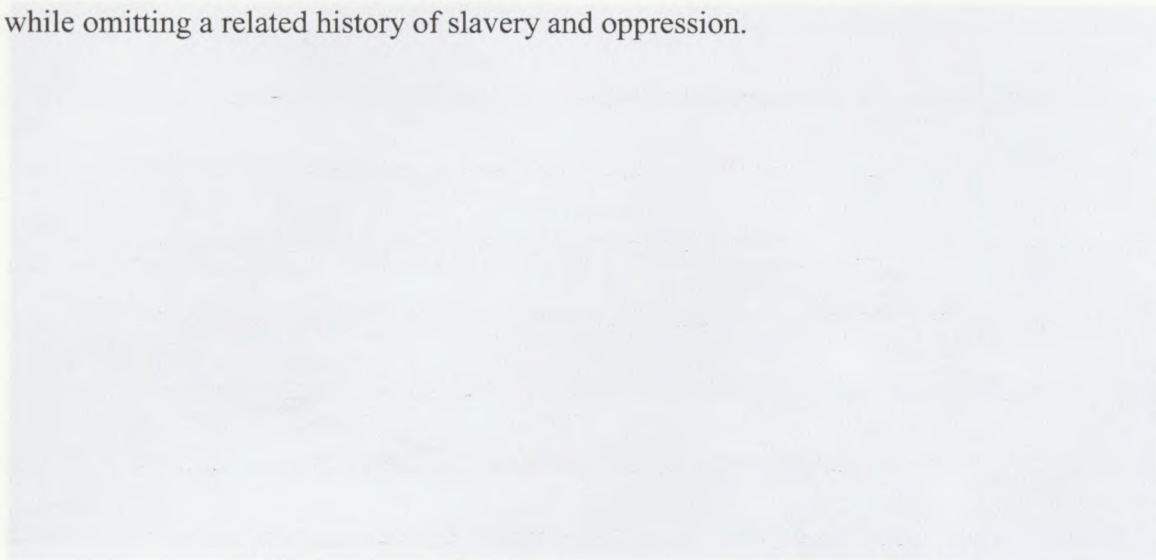 while omitting a related history of slavery and oppression.